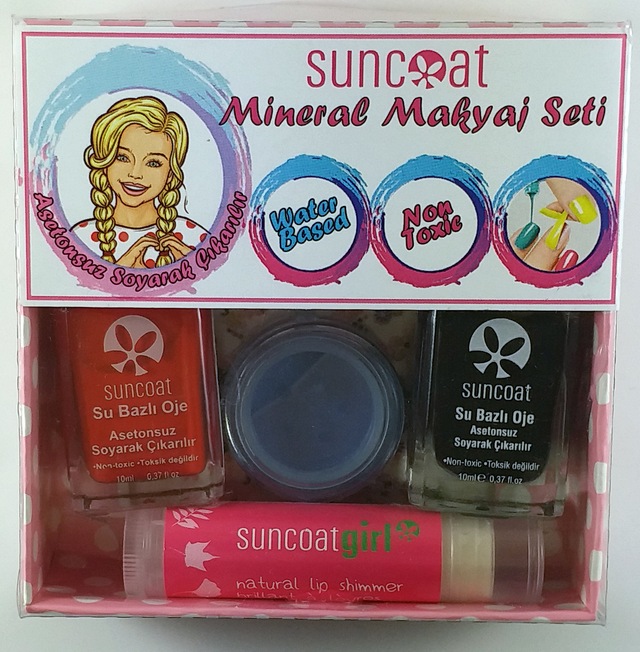 suncoat
Mineral Makyaj Seti
Asetonsuz Soyarak Çıkarılır
Water
Based
Non
Toxic
suncoat
Su Bazlı Oje
Asetonsuz
Soyarak Çıkarılır
•Non-toxic •Toksik değildir
10ml 0.37 fl.oz
suncoat
Su Bazlı Oje
Asetonsuz
Soyarak Çıkarılır
•Non-toxic •Toksik değildir
10ml℮ 0.37 fl.oz
suncoatgirl
natural lip shimmer